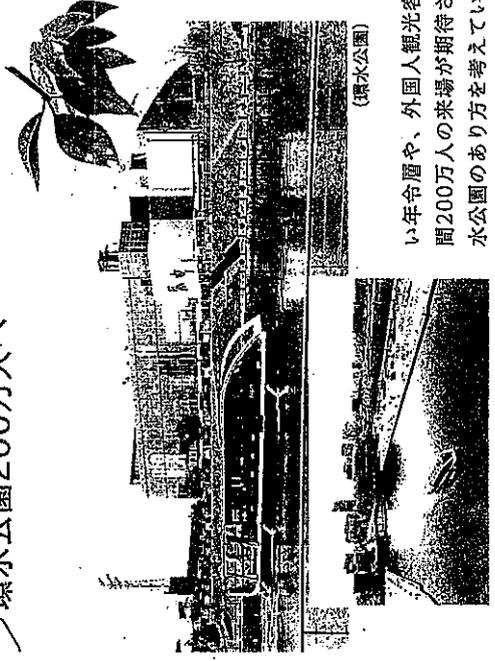 環水公園200万人へ
(環水公園)
い年令層や、外国人観光客
間200万人の来場が期待さ
水公園のあり方を考えてい